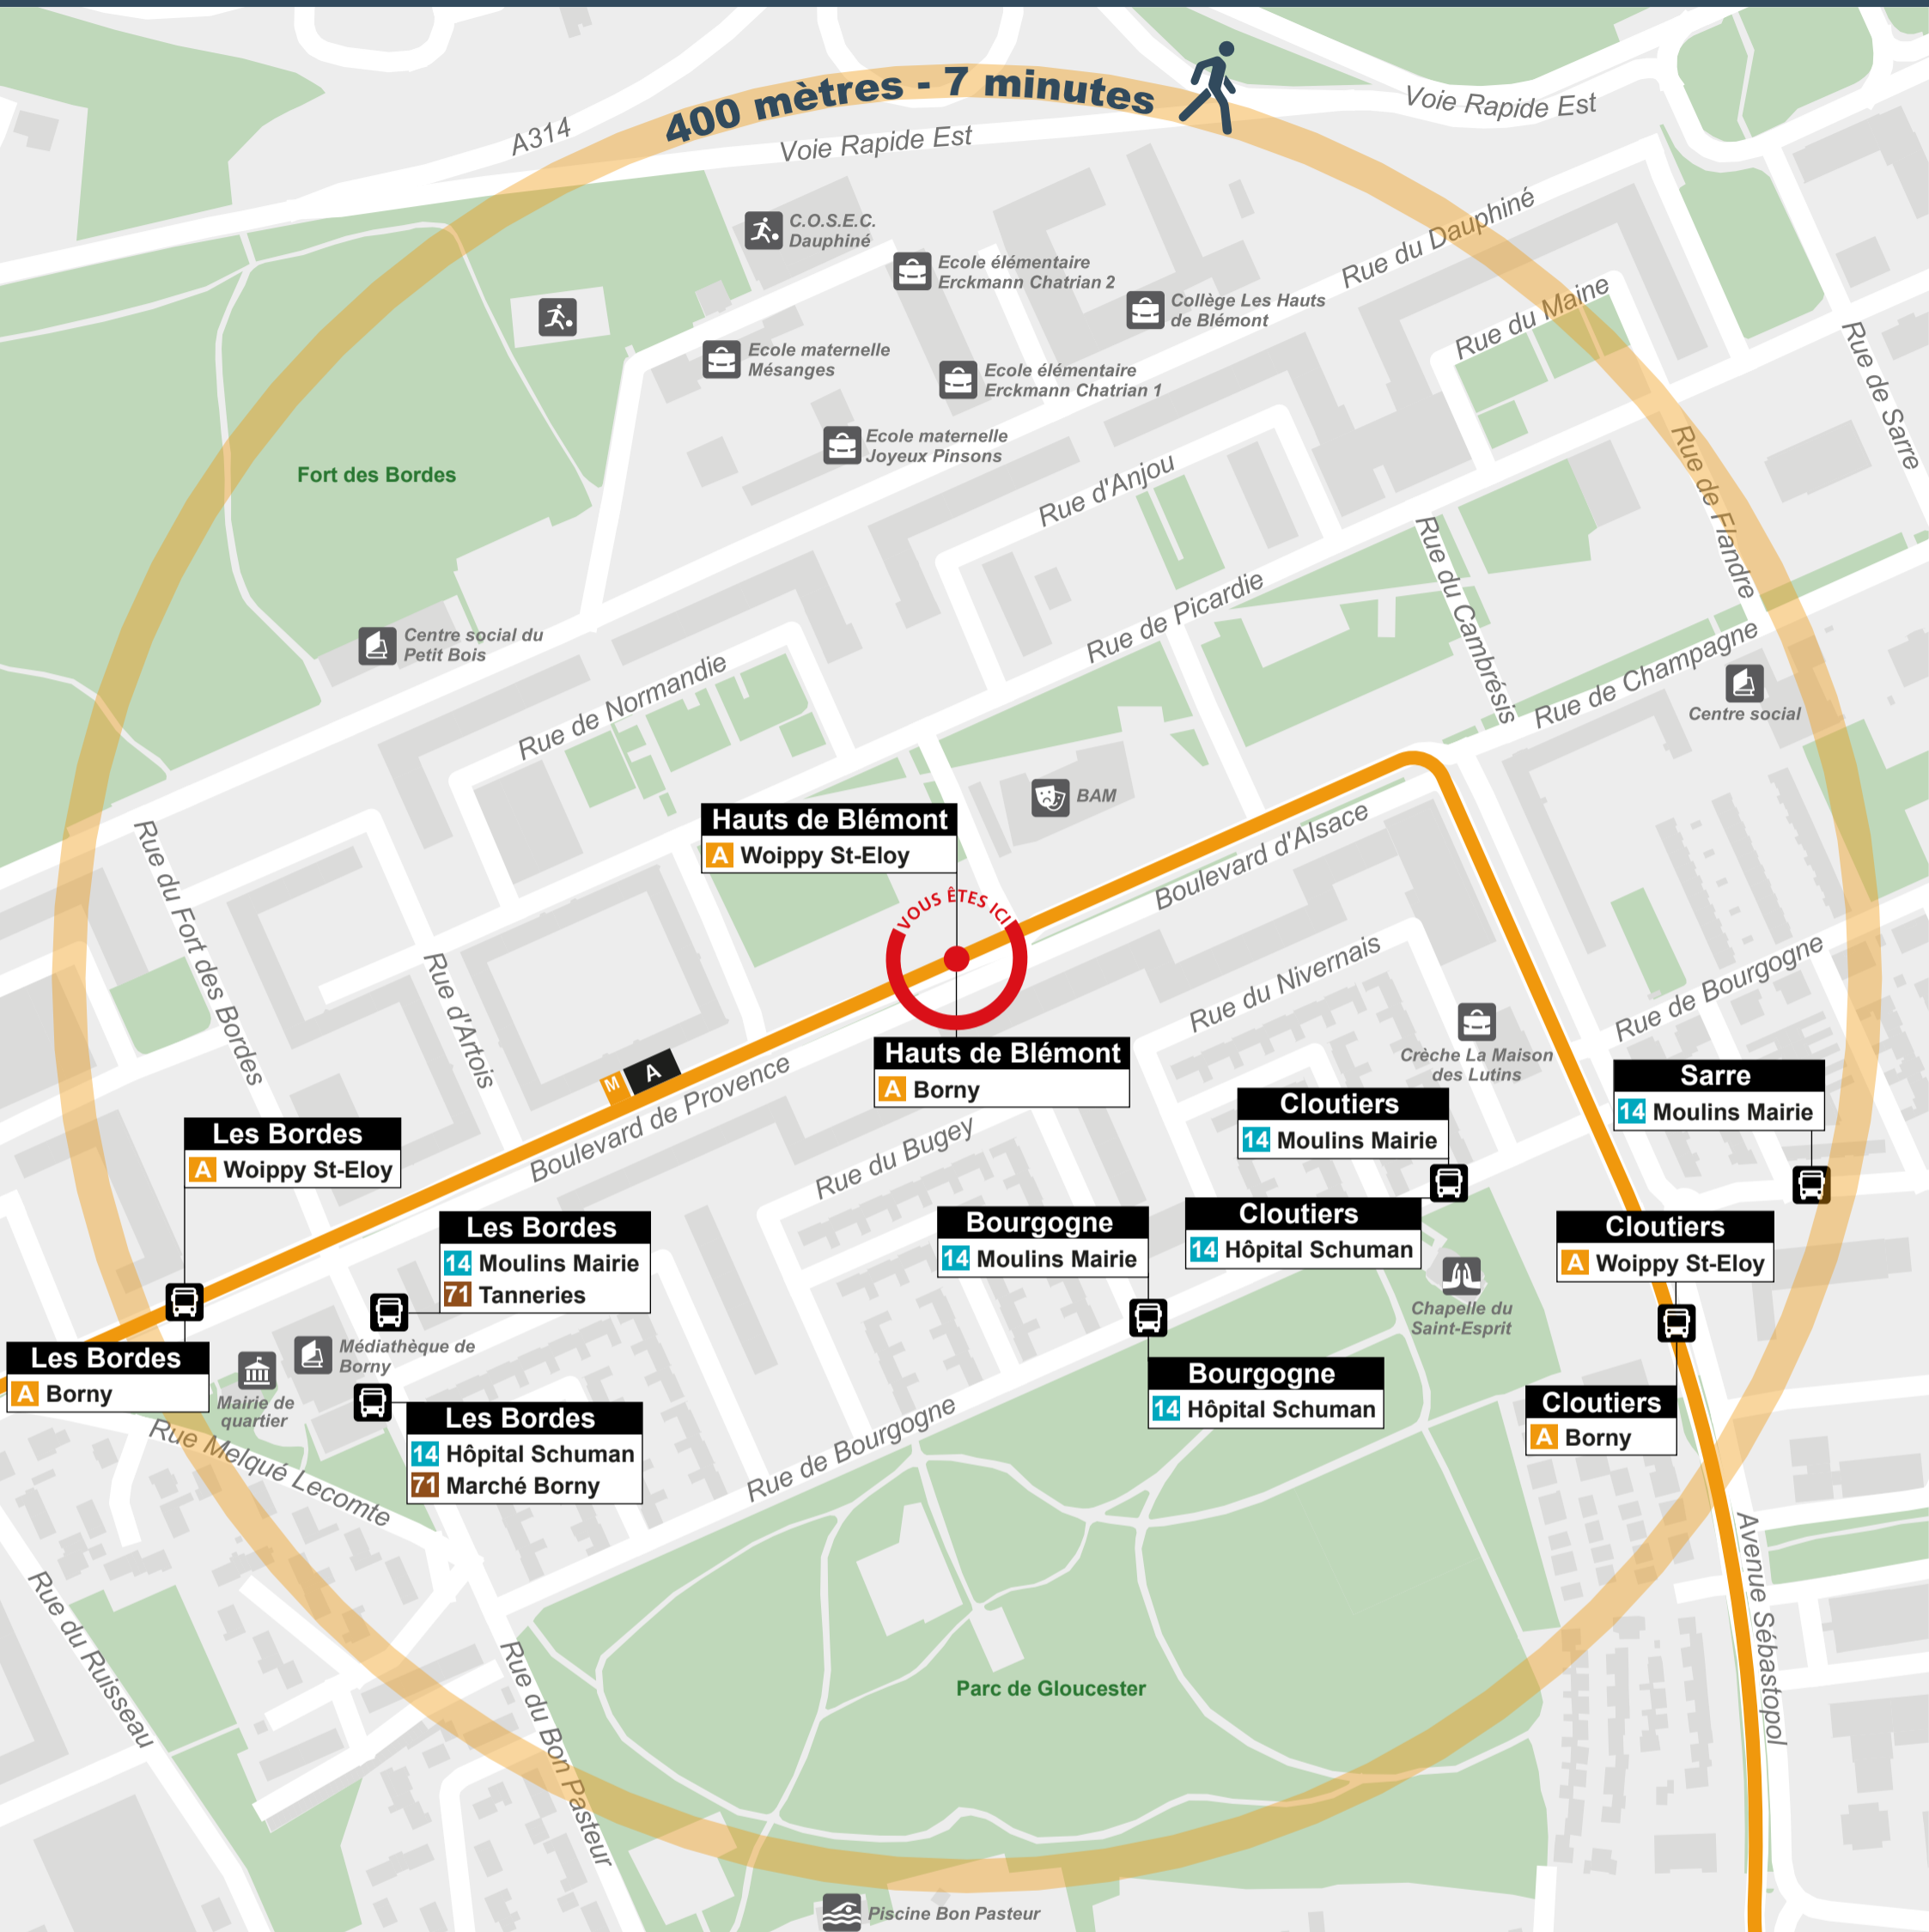 400 mètres - 7 minutes
Voie Rapide Est
A314
Voie Rapide Est
C.O.S.E.C.
Dauphiné
Ecole élémentaire
Erckmann Chatrian 2
Collège Les Hauts
de Blémont
Rue du Dauphiné
Rue du Maine
Rue de Sarre
Ecole maternelle
Mésanges
Ecole élémentaire
Erckmann Chatrian 1
Ecole maternelle
Joyeux Pinsons
Fort des Bordes
Rue d'Anjou
Rue de Flandre
Rue du Cambrésis
Rue de Picardie
Centre social du
Petit Bois
Rue de Normandie
Rue de Champagne
Centre social
BAM
Hauts de Blémont
A Woippy St-Eloy
Boulevard d'Alsace
VOUS ÊTES ICI
Rue du Fort des Bordes
Rue d'Artois
Rue du Nivernais
Rue de Bourgogne
Crèche La Maison
des Lutins
Hauts de Blémont
A Borny
M A
Boulevard de Provence
Sarre
14 Moulins Mairie
Cloutiers
14 Moulins Mairie
Les Bordes
A Woippy St-Eloy
Rue du Bugey
Cloutiers
14 Hôpital Schuman
Bourgogne
14 Moulins Mairie
Les Bordes
14 Moulins Mairie
71 Tanneries
Cloutiers
A Woippy St-Eloy
Chapelle du
Saint-Esprit
Les Bordes
A Borny
Médiathèque de
Borny
Mairie de
quartier
Bourgogne
14 Hôpital Schuman
Cloutiers
A Borny
Les Bordes
14 Hôpital Schuman
71 Marché Borny
Rue Melqué Lecomte
Rue de Bourgogne
Avenue Sébastopol
Rue du Ruisseau
Rue du Bon Pasteur
Parc de Gloucester
Piscine Bon Pasteur